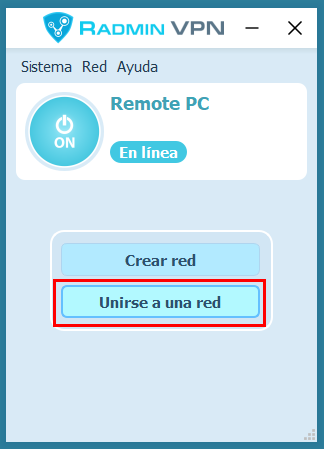 RADMIN VPN
Sistema Red Ayuda
Remote PC
ON
En línea
Crear red
Unirse a una red